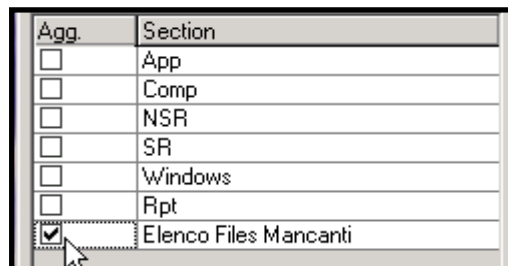 Agg. Section
App
Comp
NSR
SR
Windows
Rpt
Elenco Files Mancanti